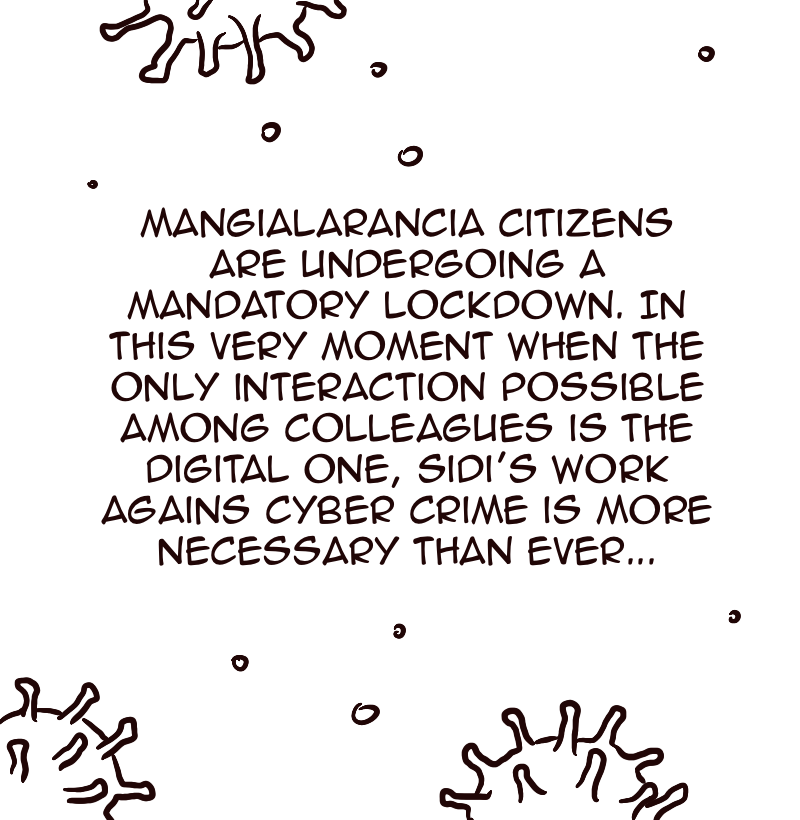 MANGIALARANCIA CITIZENS
ARE UNDERGOING A
MANDATORY LOCKDOWN. IN
THIS VERY MOMENT WHEN THE
ONLY INTERACTION POSSIBLE
AMONG COLLEAGUES IS THE
DIGITAL ONE, SIDI'S WORK
AGAINS CYBER CRIME IS MORE
NECESSARY THAN EVER...